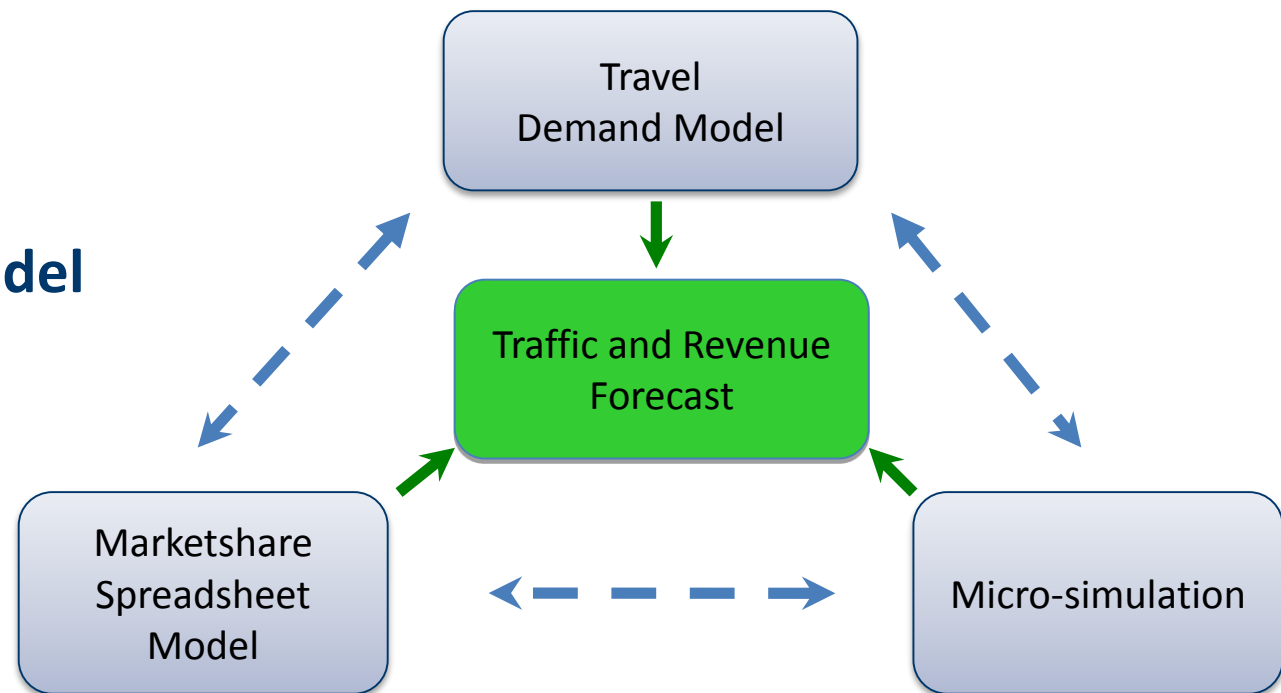 Travel
Demand Model
del
Traffic and Revenue
Forecast
Marketshare
Spreadsheet
Model
Micro-simulation